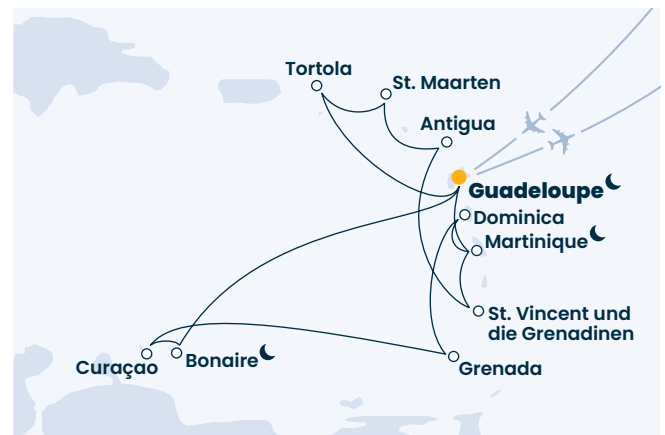 Tortola
St. Maarten
Antigua
Guadeloupe
Dominica
Martinique
St. Vincent und
die Grenadinen
Curaçao
Bonaire
Grenada